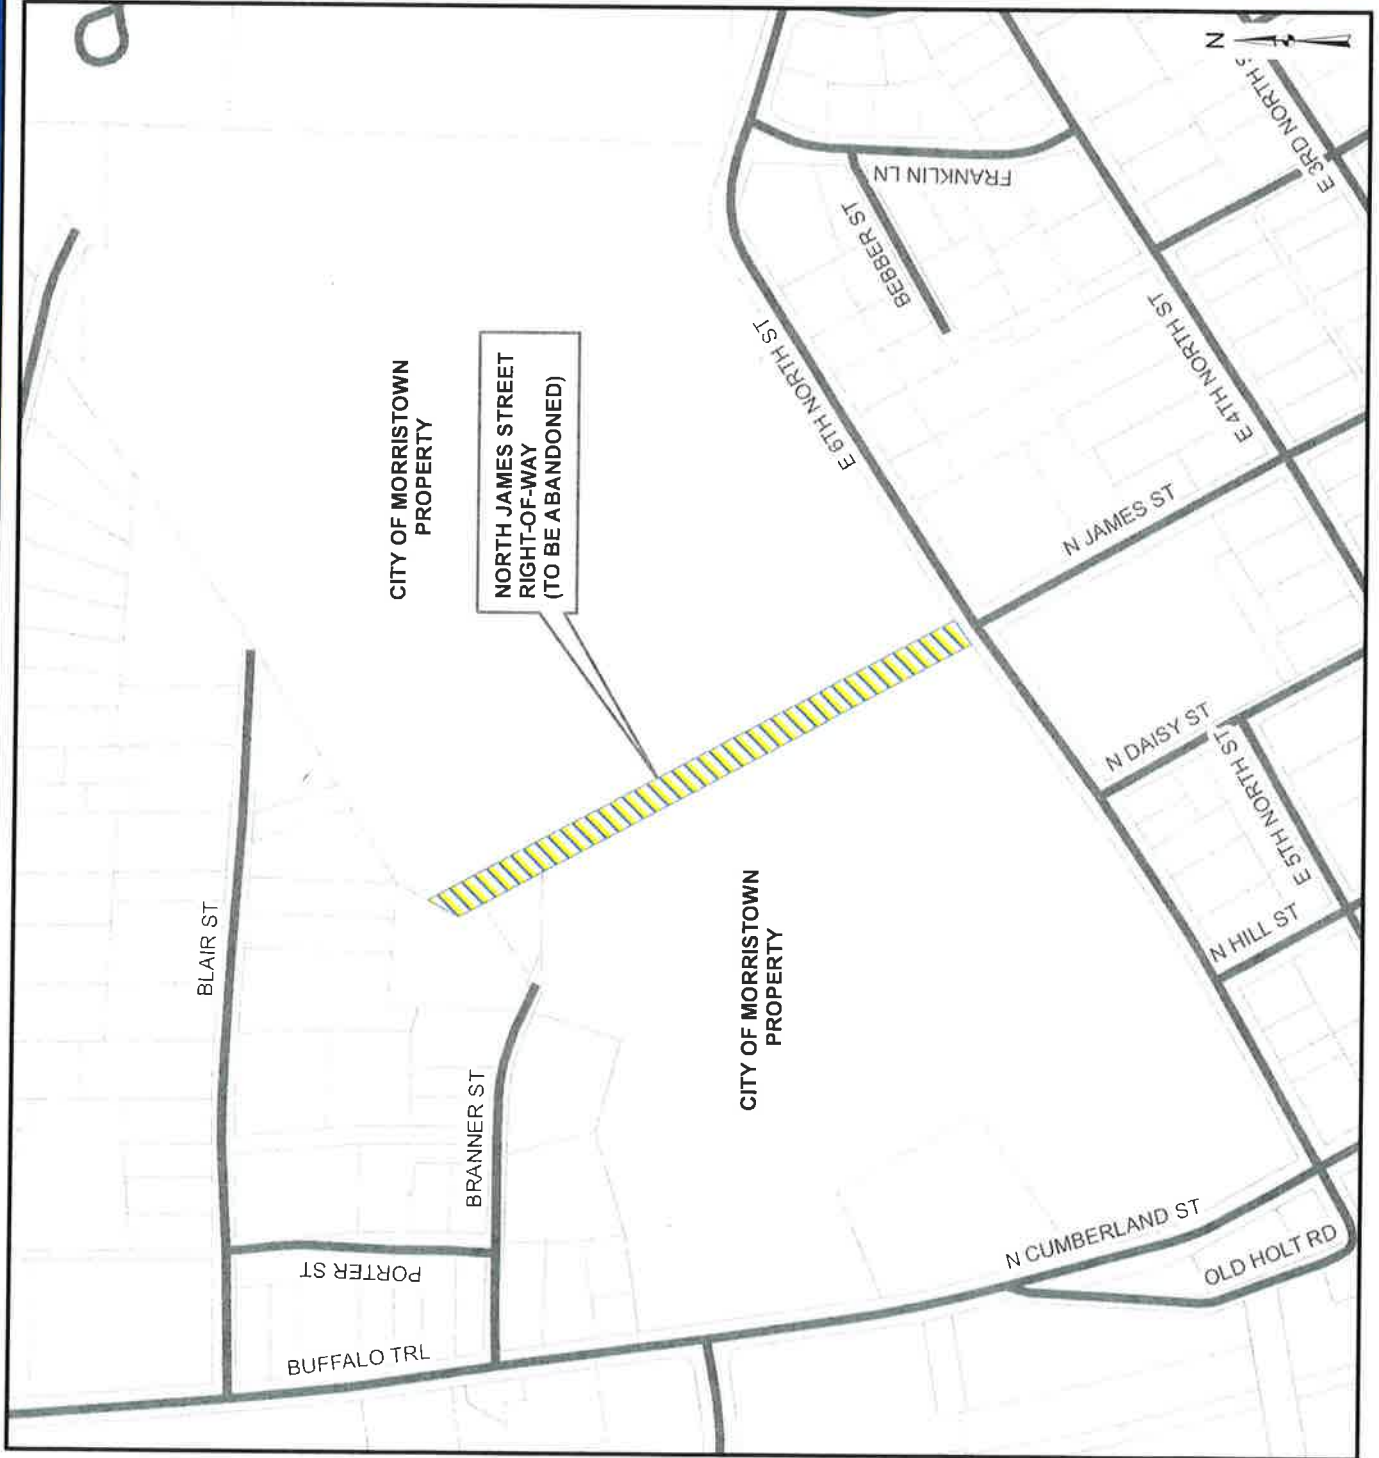 BLAIR ST
BRANNER ST
PORTER ST
BUFFALO TRL
CITY OF MORRISTOWN
PROPERTY
NORTH JAMES STREET
RIGHT-OF-WAY
(TO BE ABANDONED)
CITY OF MORRISTOWN
PROPERTY
N CUMBERLAND ST
OLD HOLT RD
N HILL ST
E 5TH NORTH ST
N DAISY ST
N JAMES ST
E 6TH NORTH ST
E 4TH NORTH ST
BEBBER ST
FRANKLIN LN
E 3RD NORTH S
N